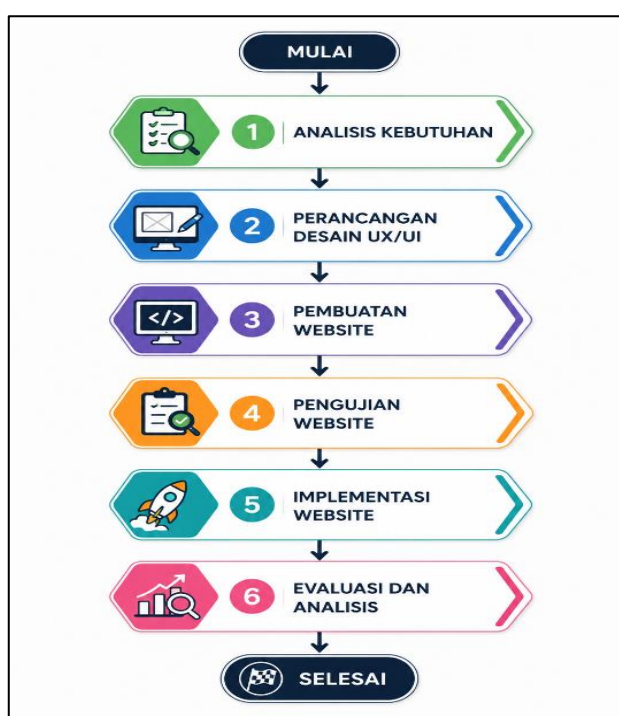 MULAI
1
ANALISIS KEBUTUHAN
2
PERANCANGAN
DESAIN UX/UI
</>
3
PEMBUATAN
WEBSITE
4
PENGUJIAN
WEBSITE
5
IMPLEMENTASI
WEBSITE
6
EVALUASI DAN
ANALISIS
SELESAI